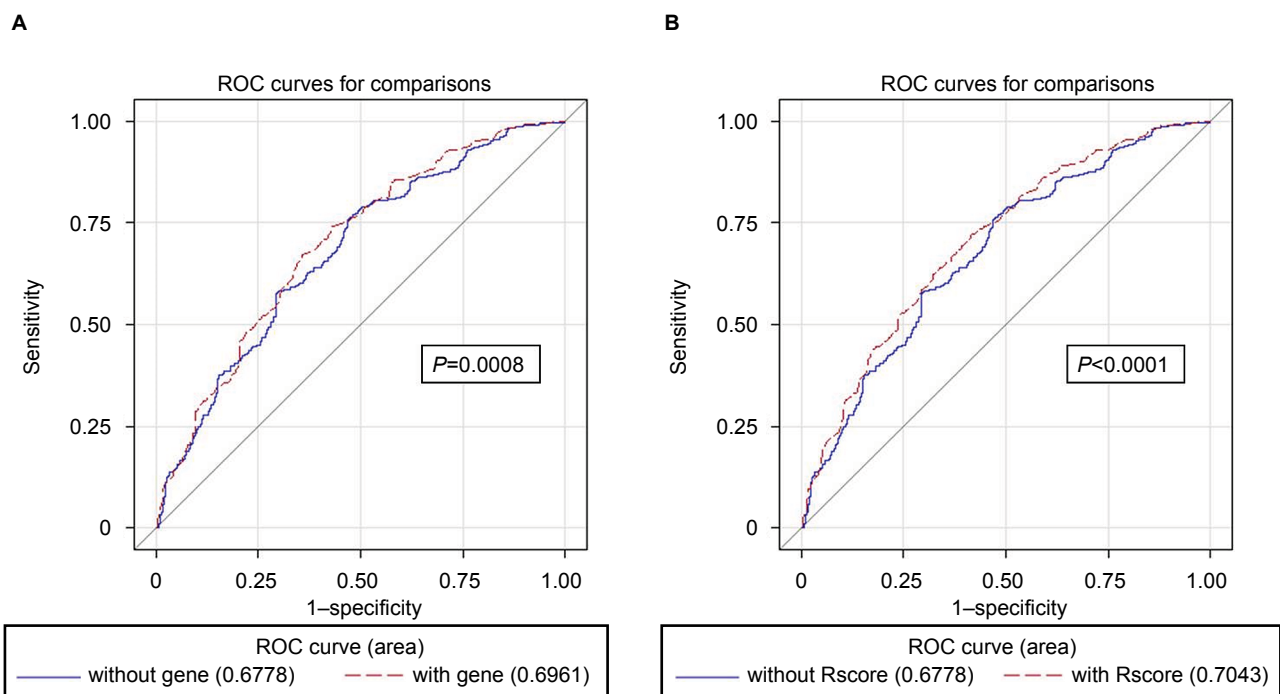 A
ROC curves for comparisons
1.00
0.75
0.50
0.25
0
Sensitivity
P=0.0008
0 0.25 0.50 0.75 1.00
1–specificity
ROC curve (area)
without gene (0.6778) with gene (0.6961)
B
ROC curves for comparisons
1.00
0.75
0.50
0.25
0
Sensitivity
P<0.0001
0 0.25 0.50 0.75 1.00
1–specificity
ROC curve (area)
without Rscore (0.6778) with Rscore (0.7043)